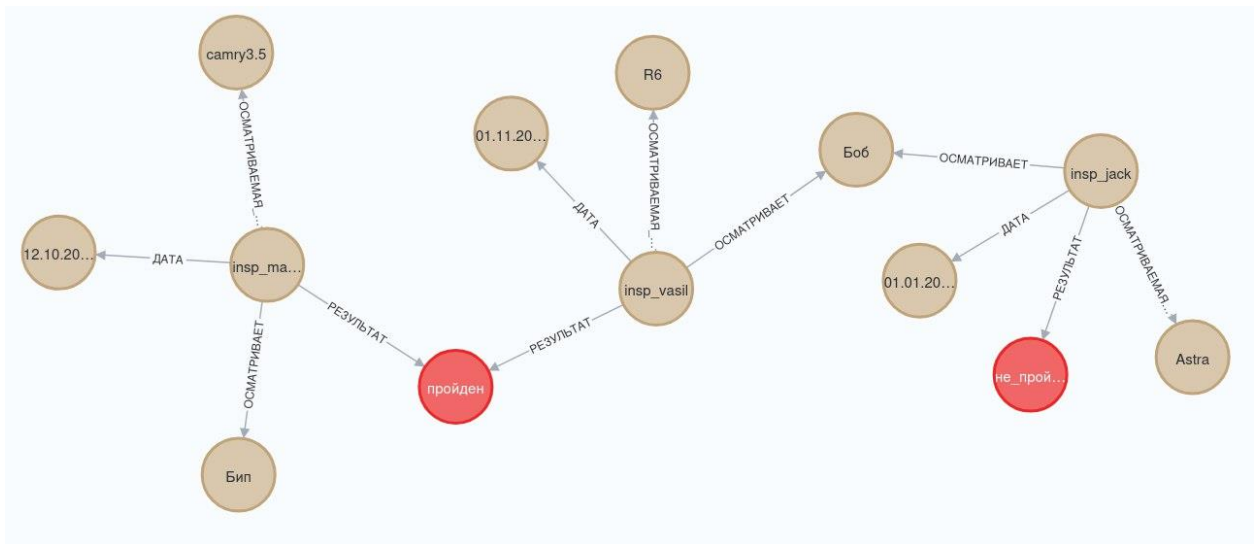 camry3.5
R6
01.11.20...
Боб
insp_jack
ОСМАТРИВАЕМАЯ...
ОСМАТРИВАЕМАЯ...
ОСМАТРИВАЕТ
ДАТА
ОСМАТРИВАЕТ
ДАТА
ОСМАТРИВАЕМАЯ...
12.10.20...
ДАТА
insp_ma...
insp_vasil
01.01.20...
РЕЗУЛЬТАТ
РЕЗУЛЬТАТ
РЕЗУЛЬТАТ
ОСМАТРИВАЕТ
пройден
не_прой...
Astra
Бип